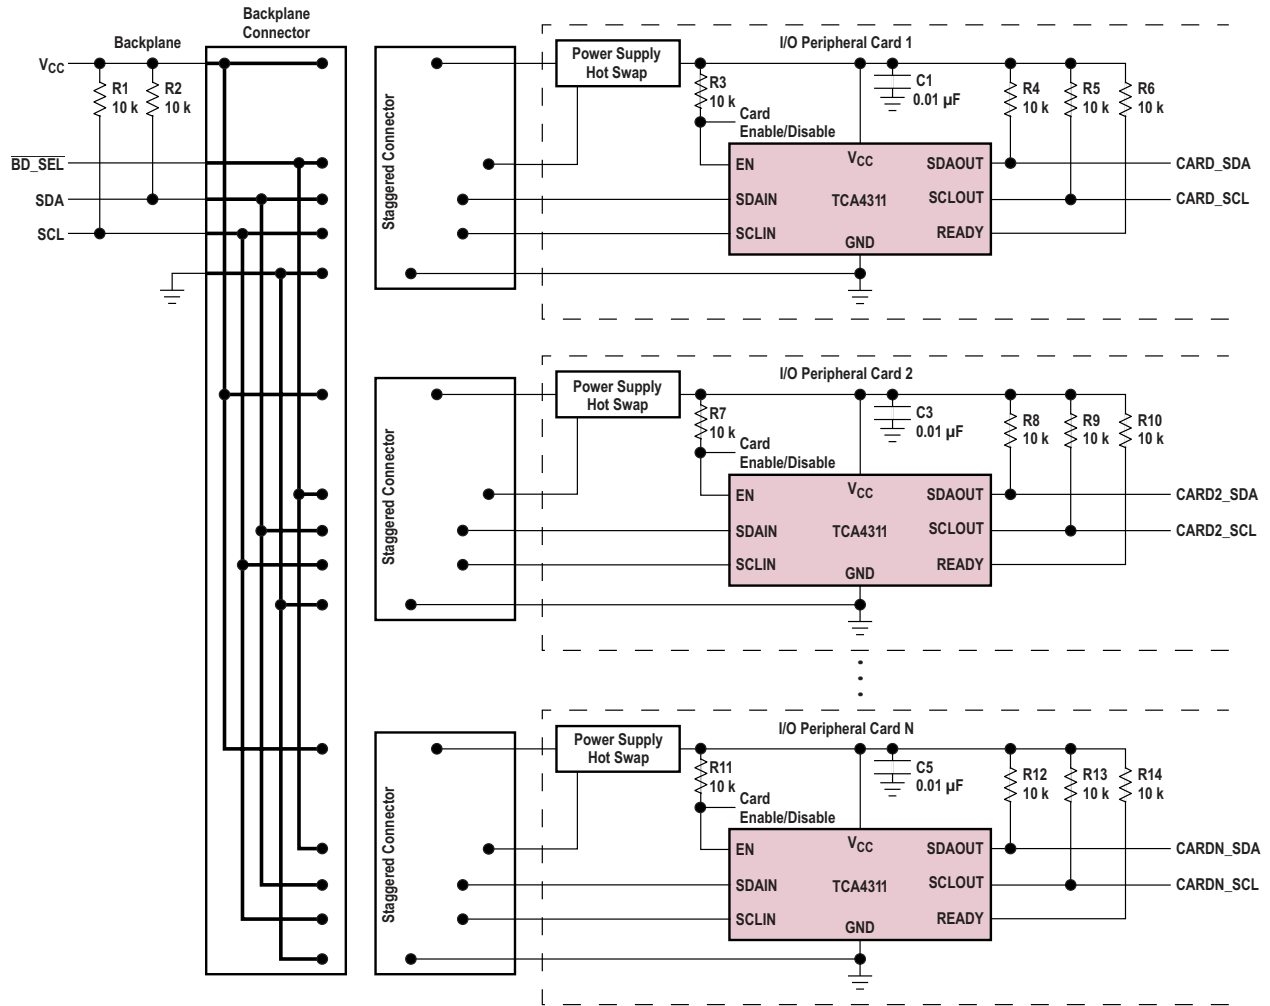 Backplane
Connector
Backplane
VCC
R1
10 k
R2
10 k
BD_SEL
SDA
SCL
Staggered Connector
I/O Peripheral Card 1
Power Supply
Hot Swap
R3
10 k
Card
Enable/Disable
C1
0.01 µF
R4
10 k
R5
10 k
R6
10 k
EN
VCC
SDAOUT
CARD_SDA
SDAIN
TCA4311
SCLOUT
CARD_SCL
SCLIN
GND
READY
Staggered Connector
I/O Peripheral Card 2
Power Supply
Hot Swap
R7
10 k
Card
Enable/Disable
C3
0.01 µF
R8
10 k
R9
10 k
R10
10 k
EN
VCC
SDAOUT
CARD2_SDA
SDAIN
TCA4311
SCLOUT
CARD2_SCL
SCLIN
GND
READY
Staggered Connector
I/O Peripheral Card N
Power Supply
Hot Swap
R11
10 k
Card
Enable/Disable
C5
0.01 µF
R12
10 k
R13
10 k
R14
10 k
EN
VCC
SDAOUT
CARDN_SDA
SDAIN
TCA4311
SCLOUT
CARDN_SCL
SCLIN
GND
READY